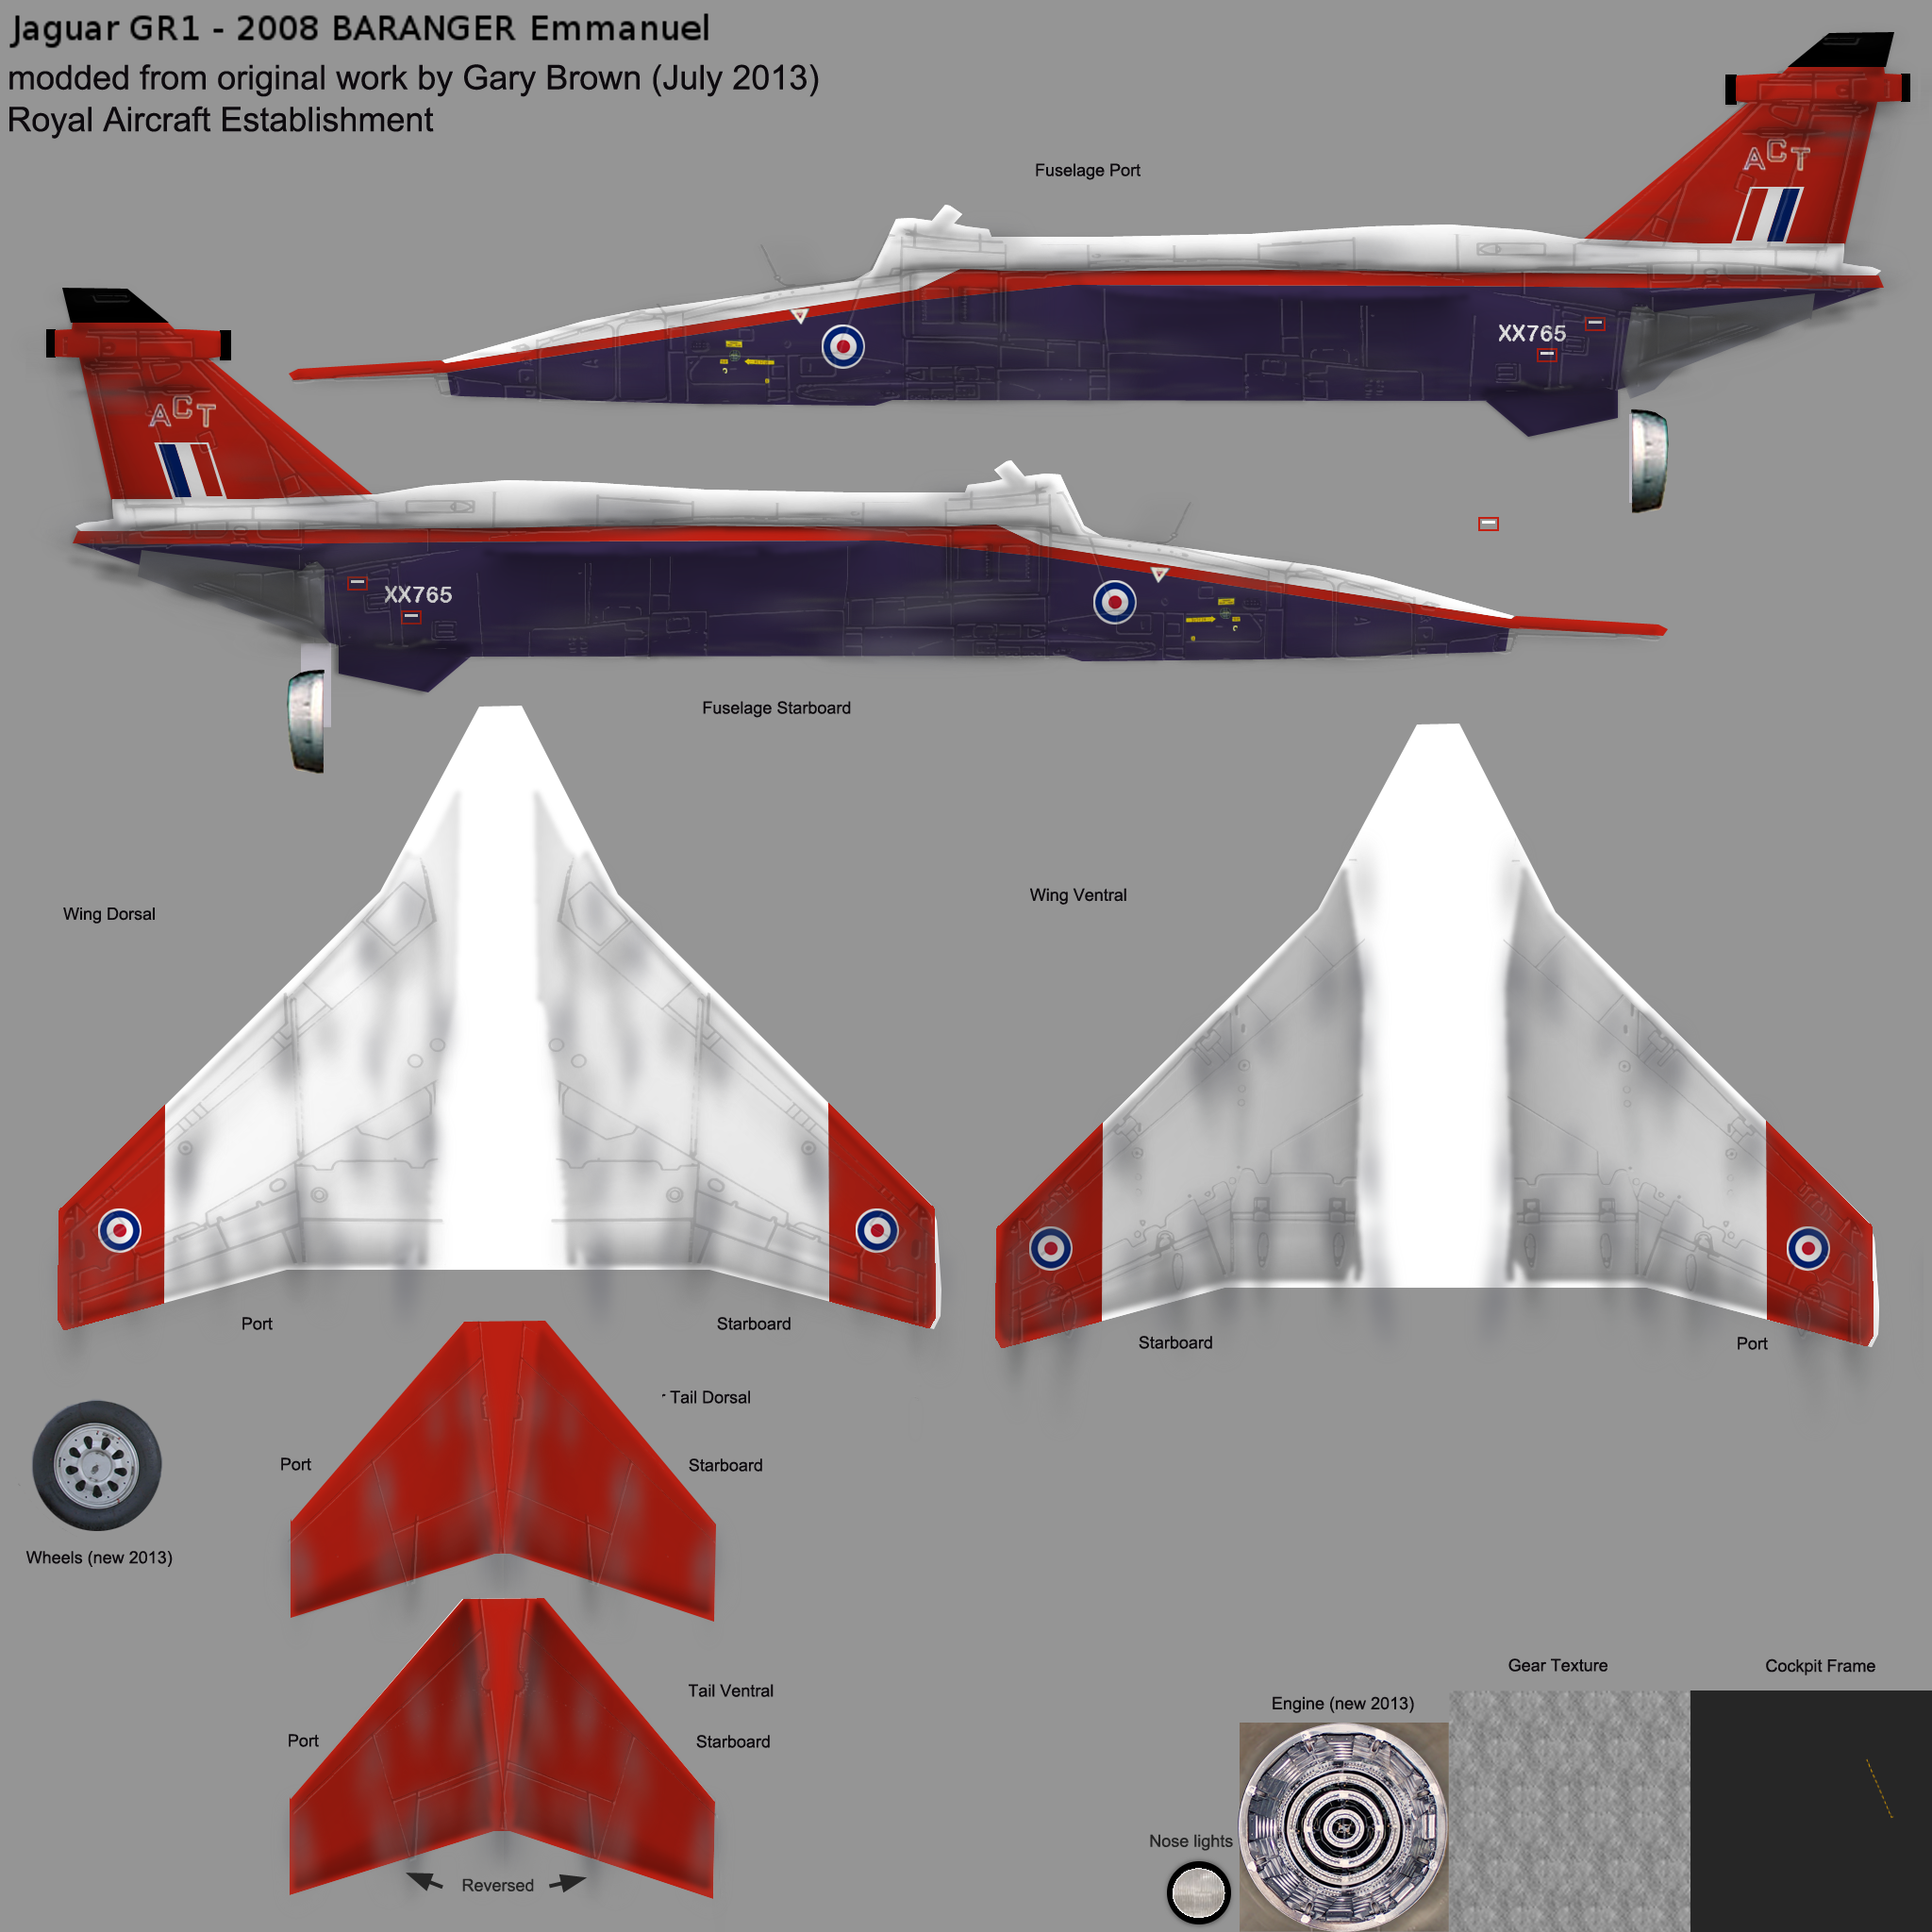 Jaguar GR1 - 2008 BARANGER Emmanuel
modded from original work by Gary Brown (July 2013)
Royal Aircraft Establishment
Fuselage Port
ACT
XX765
ACT
XX765
Fuselage Starboard
Wing Dorsal
Wing Ventral
Port
Starboard
Starboard
Port
Tail Dorsal
Port
Starboard
Wheels (new 2013)
Tail Ventral
Port
Starboard
Reversed
Gear Texture
Cockpit Frame
Engine (new 2013)
Nose lights